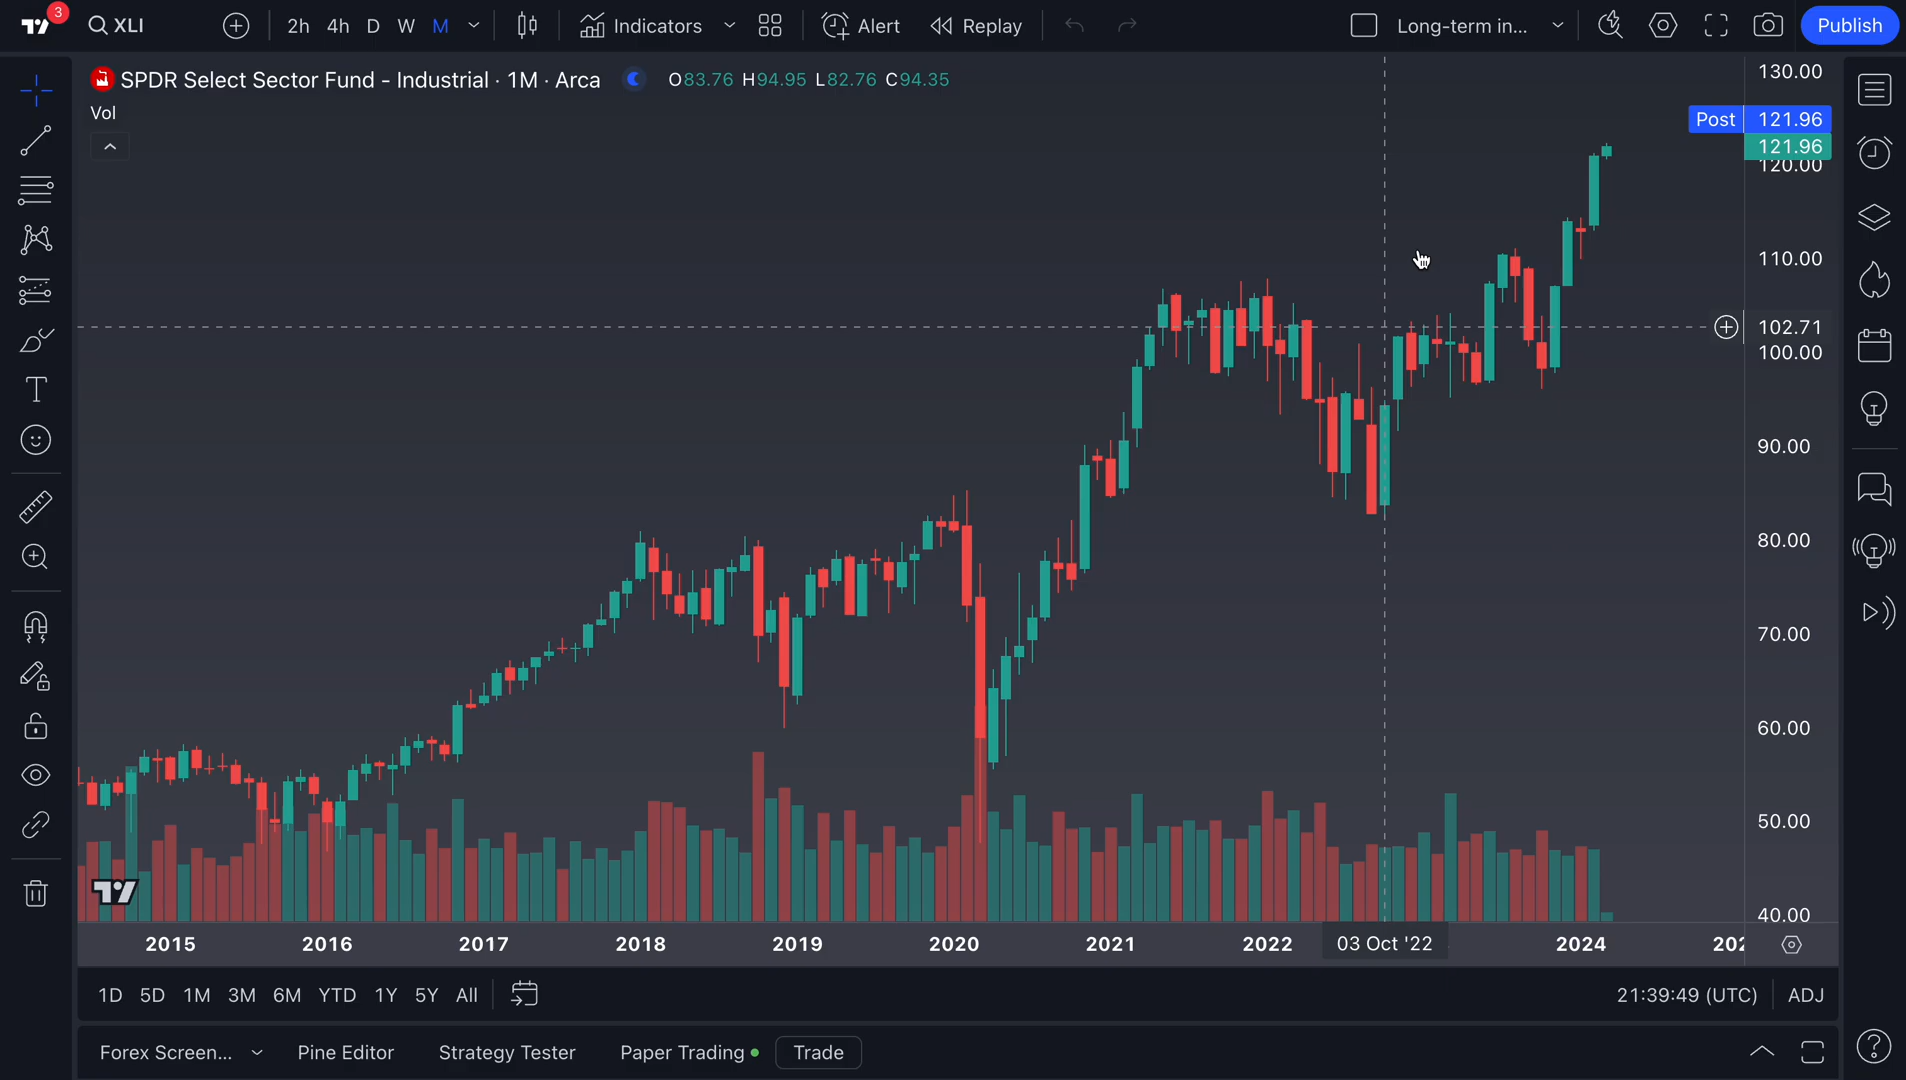 3
XLI
2h 4h D W M
Indicators
Alert
Replay
Long-term in...
Publish
SPDR Select Sector Fund - Industrial · 1M · Arca
O83.76 H94.95 L82.76 C94.35
Vol
130.00
Post 121.96
121.96
120.00
110.00
102.71
100.00
90.00
80.00
70.00
60.00
50.00
40.00
2015 2016 2017 2018 2019 2020 2021 2022 03 Oct '22 2024 202
1D 5D 1M 3M 6M YTD 1Y 5Y All
21:39:49 (UTC) ADJ
Forex Screen... Pine Editor Strategy Tester Paper Trading Trade